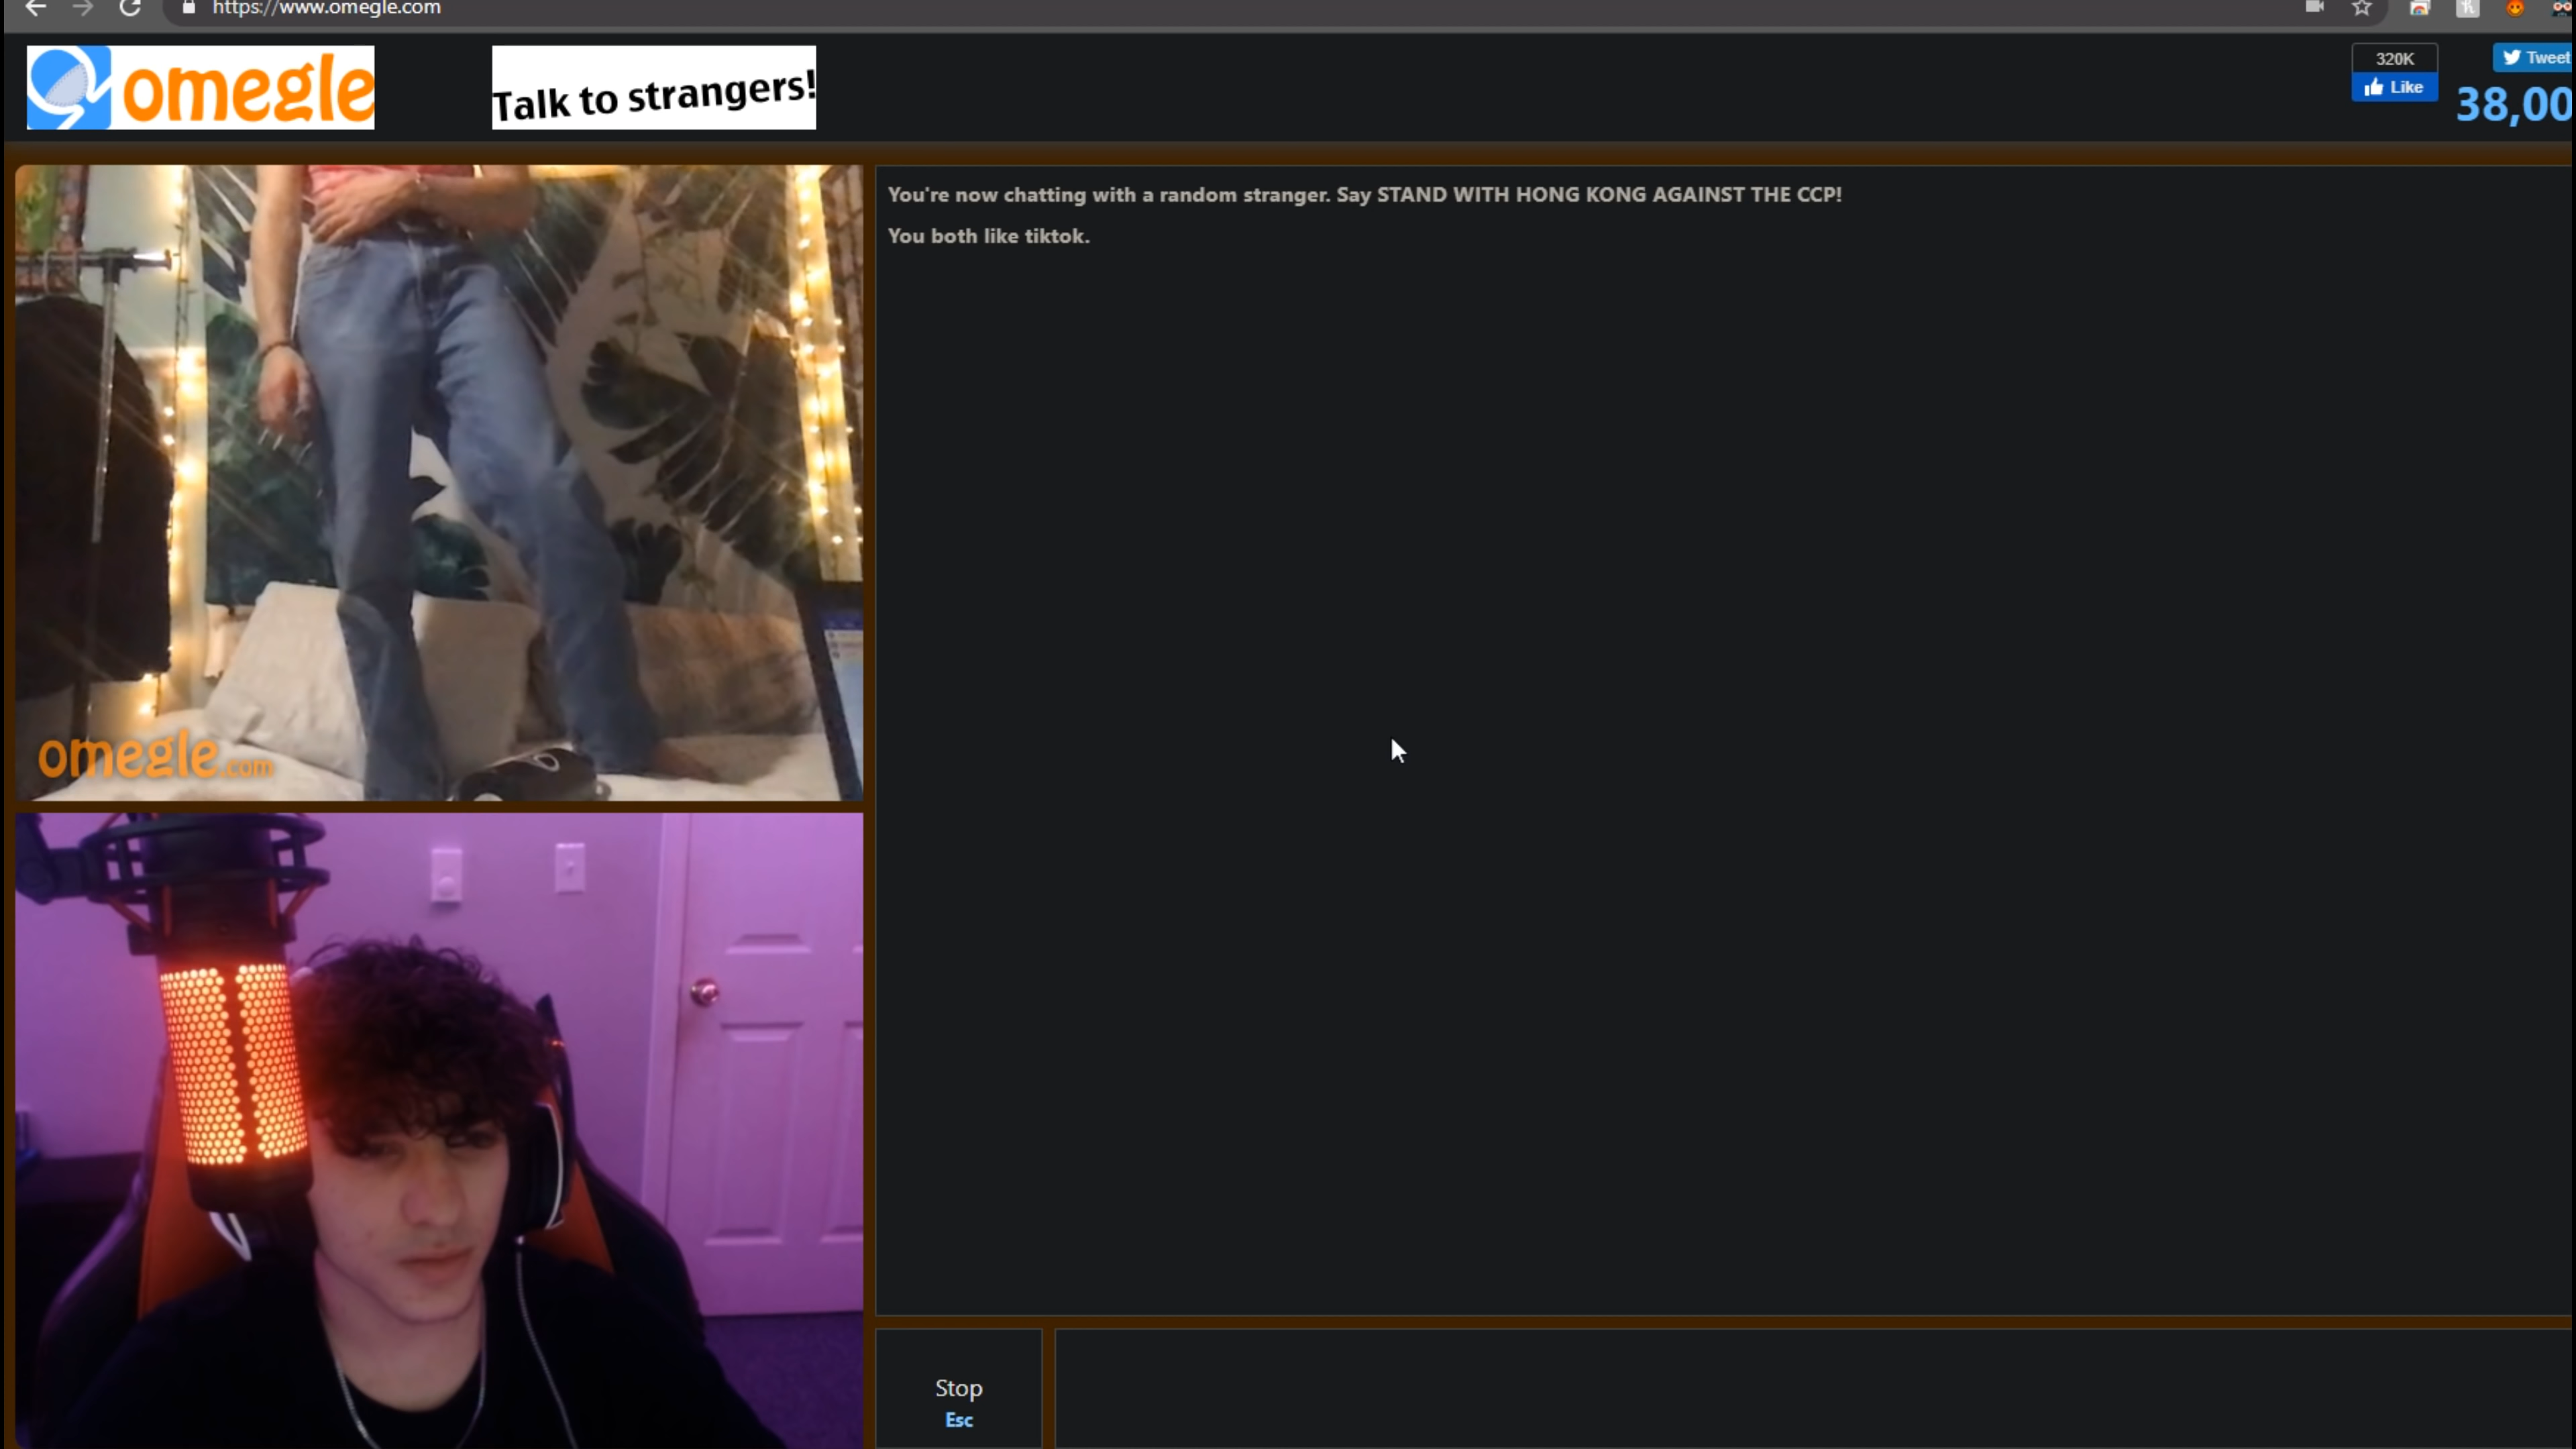 https://www.omegle.com
omegle
Talk to strangers!
320K
Like
Tweet
38,00
You're now chatting with a random stranger. Say STAND WITH HONG KONG AGAINST THE CCP!
You both like tiktok.
omegle.com
Stop
Esc